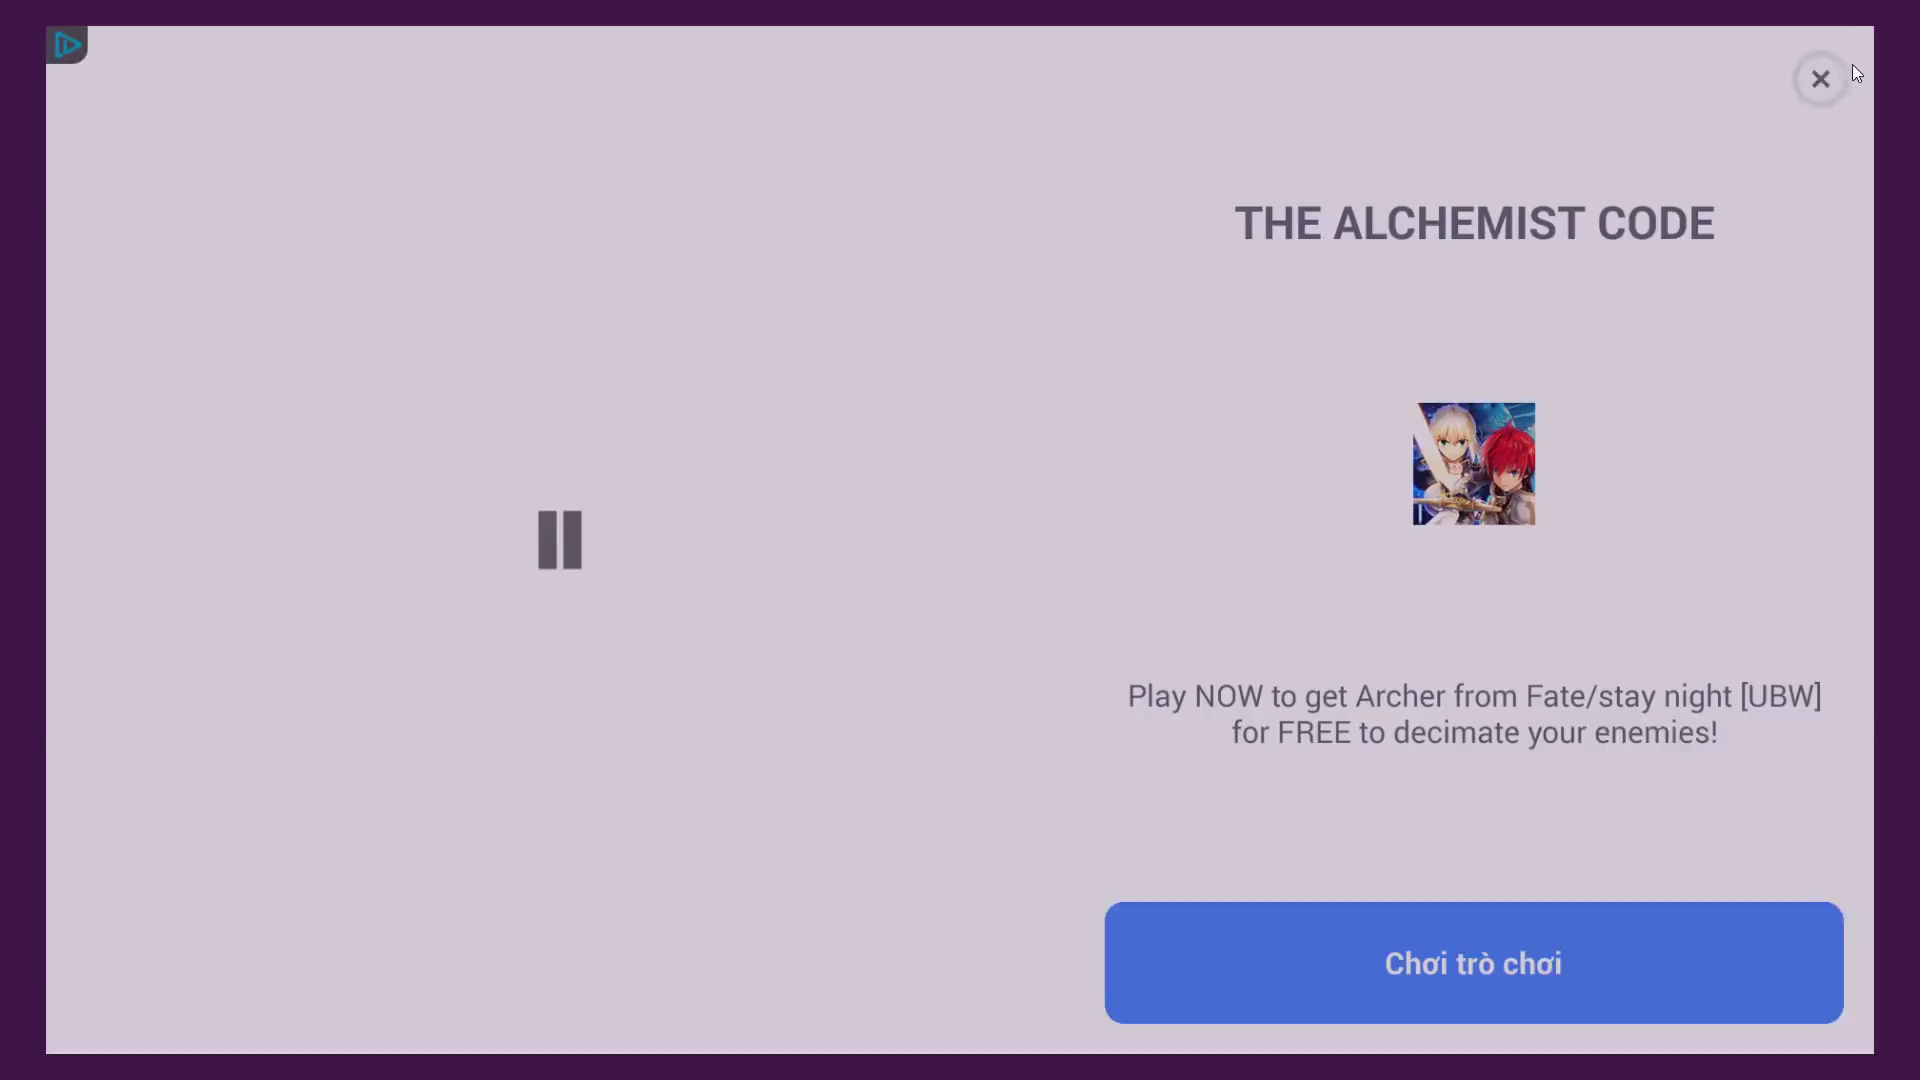 THE ALCHEMIST CODE
Play NOW to get Archer from Fate/stay night [UBW]
for FREE to decimate your enemies!
Chơi trò chơi